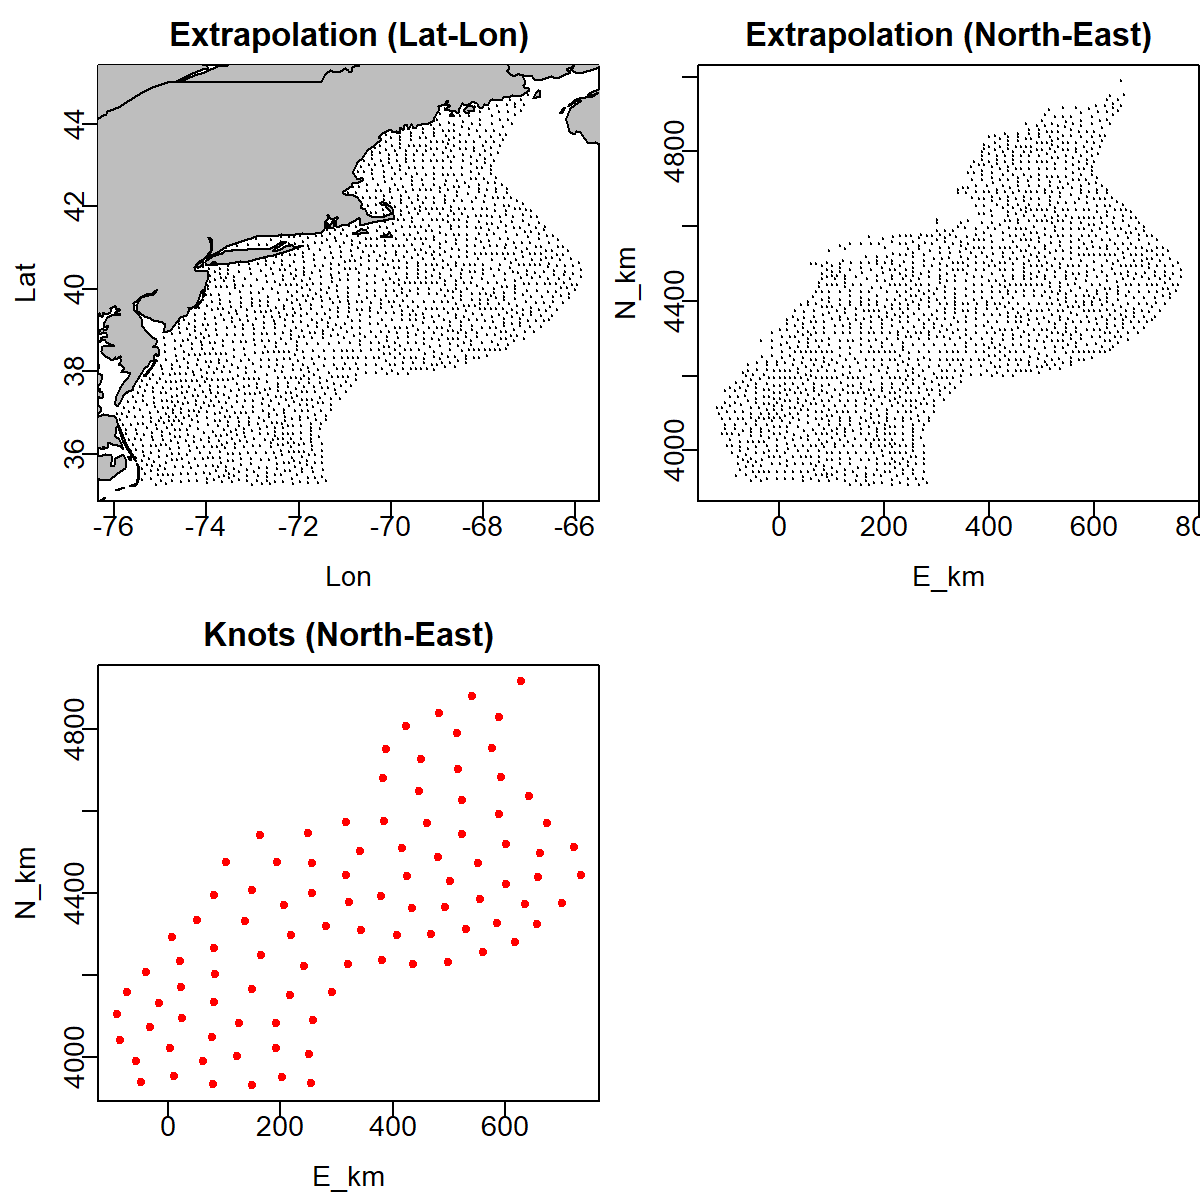 Extrapolation (Lat-Lon)
Lat
44
42
40
38
36
-76 -74 -72 -70 -68 -66
Lon
Extrapolation (North-East)
N_km
4800
4400
4000
0 200 400 600 80
E_km
Knots (North-East)
N_km
4800
4400
4000
0 200 400 600
E_km